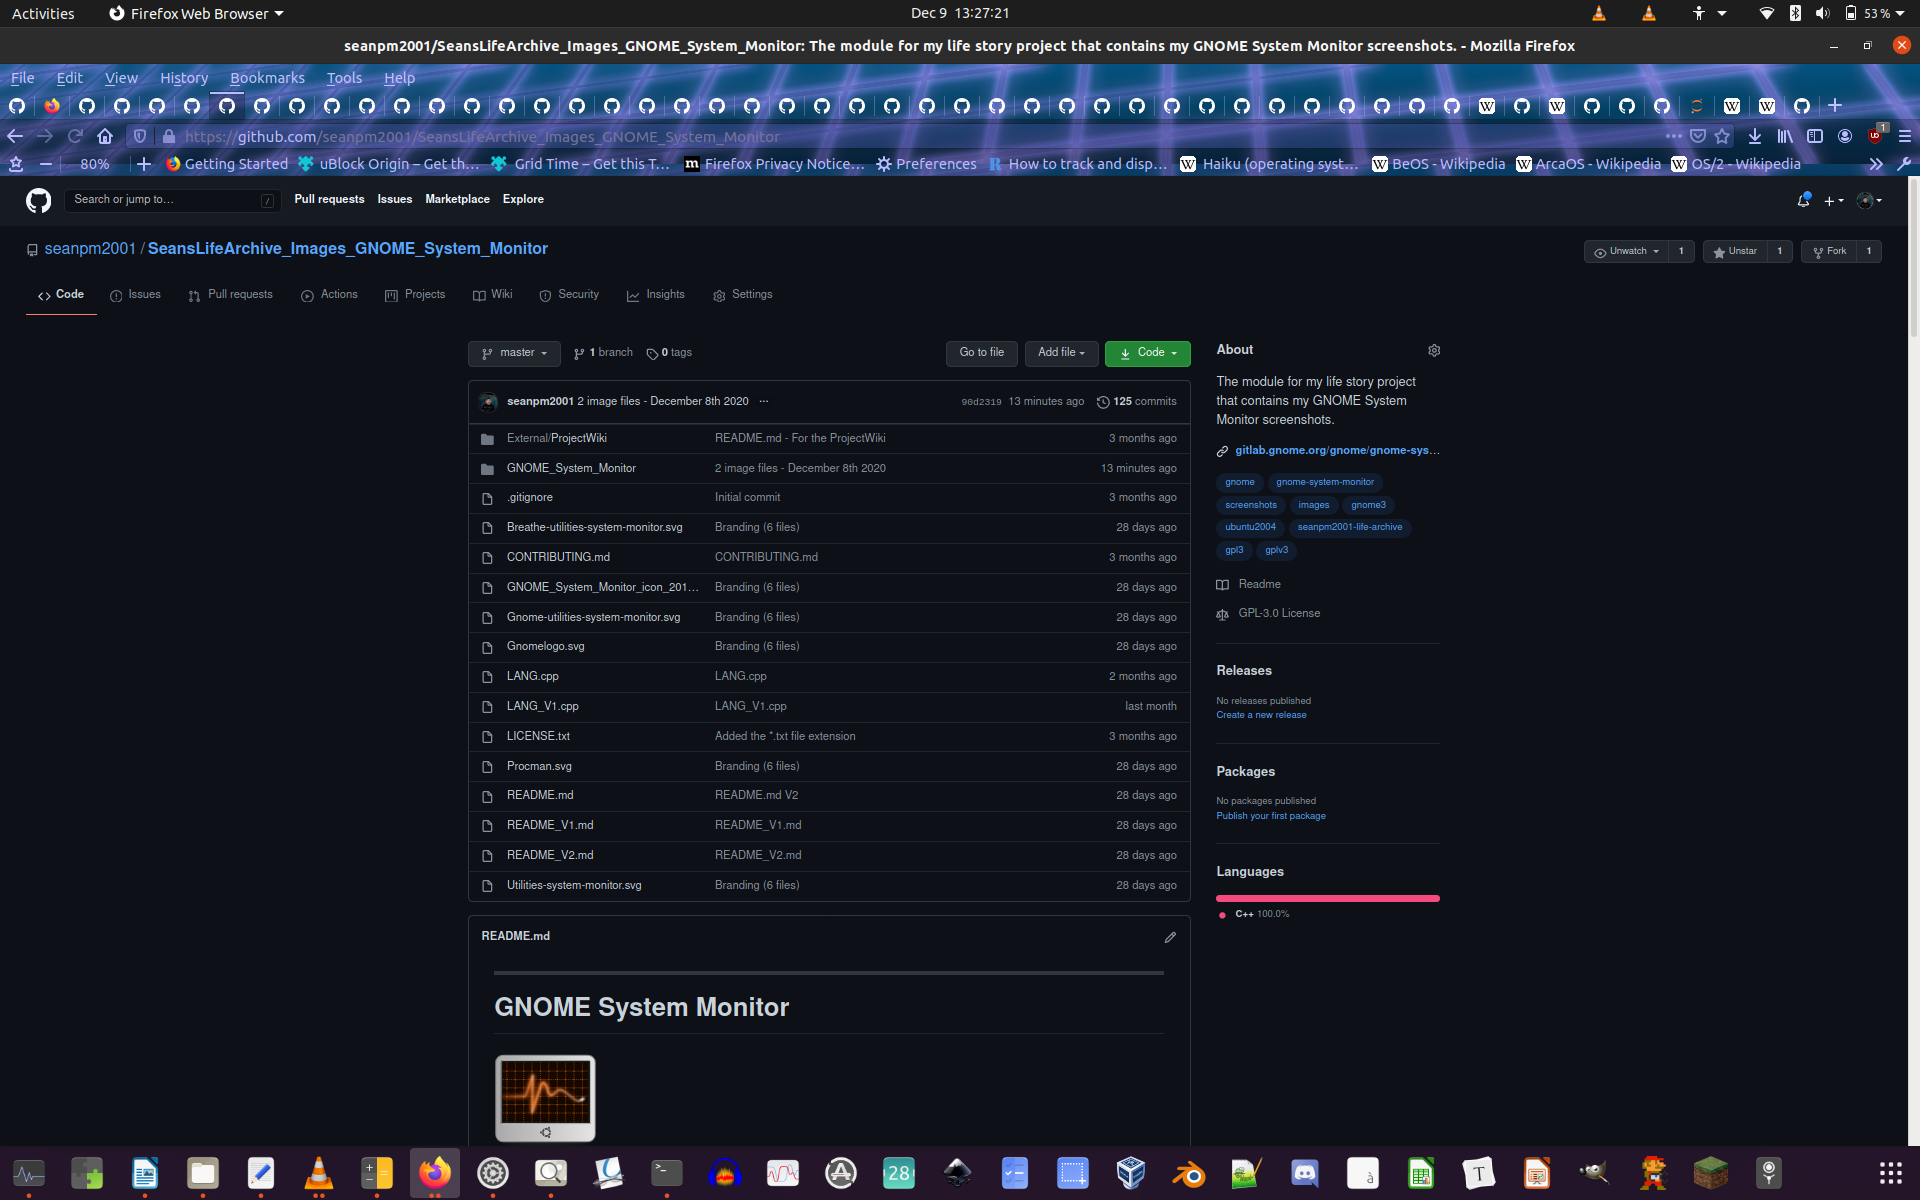 Activities Firefox Web Browser Dec 9 13:27:21 53 %
seanpm2001/SeansLifeArchive_Images_GNOME_System_Monitor: The module for my life story project that contains my GNOME System Monitor screenshots. - Mozilla Firefox
File Edit View History Bookmarks Tools Help
https://github.com/seanpm2001/SeansLifeArchive_Images_GNOME_System_Monitor 1
80% Getting Started uBlock Origin – Get th… Grid Time – Get this T… Firefox Privacy Notice… Preferences How to track and disp… Haiku (operating syst… BeOS - Wikipedia ArcaOS - Wikipedia OS/2 - Wikipedia
Search or jump to… / Pull requests Issues Marketplace Explore
seanpm2001 / SeansLifeArchive_Images_GNOME_System_Monitor Unwatch 1 Unstar 1 Fork 1
Code Issues Pull requests Actions Projects Wiki Security Insights Settings
master 1 branch 0 tags Go to file Add file Code
seanpm2001 2 image files - December 8th 2020 … 90d2319 13 minutes ago 125 commits
External/ProjectWiki README.md - For the ProjectWiki 3 months ago
GNOME_System_Monitor 2 image files - December 8th 2020 13 minutes ago
.gitignore Initial commit 3 months ago
Breathe-utilities-system-monitor.svg Branding (6 files) 28 days ago
CONTRIBUTING.md CONTRIBUTING.md 3 months ago
GNOME_System_Monitor_icon_201… Branding (6 files) 28 days ago
Gnome-utilities-system-monitor.svg Branding (6 files) 28 days ago
Gnomelogo.svg Branding (6 files) 28 days ago
LANG.cpp LANG.cpp 2 months ago
LANG_V1.cpp LANG_V1.cpp last month
LICENSE.txt Added the *.txt file extension 3 months ago
Procman.svg Branding (6 files) 28 days ago
README.md README.md V2 28 days ago
README_V1.md README_V1.md 28 days ago
README_V2.md README_V2.md 28 days ago
Utilities-system-monitor.svg Branding (6 files) 28 days ago
README.md
GNOME System Monitor
About
The module for my life story project
that contains my GNOME System
Monitor screenshots.
gitlab.gnome.org/gnome/gnome-sys…
gnome gnome-system-monitor
screenshots images gnome3
ubuntu2004 seanpm2001-life-archive
gpl3 gplv3
Readme
GPL-3.0 License
Releases
No releases published
Create a new release
Packages
No packages published
Publish your first package
Languages
C++ 100.0%
28